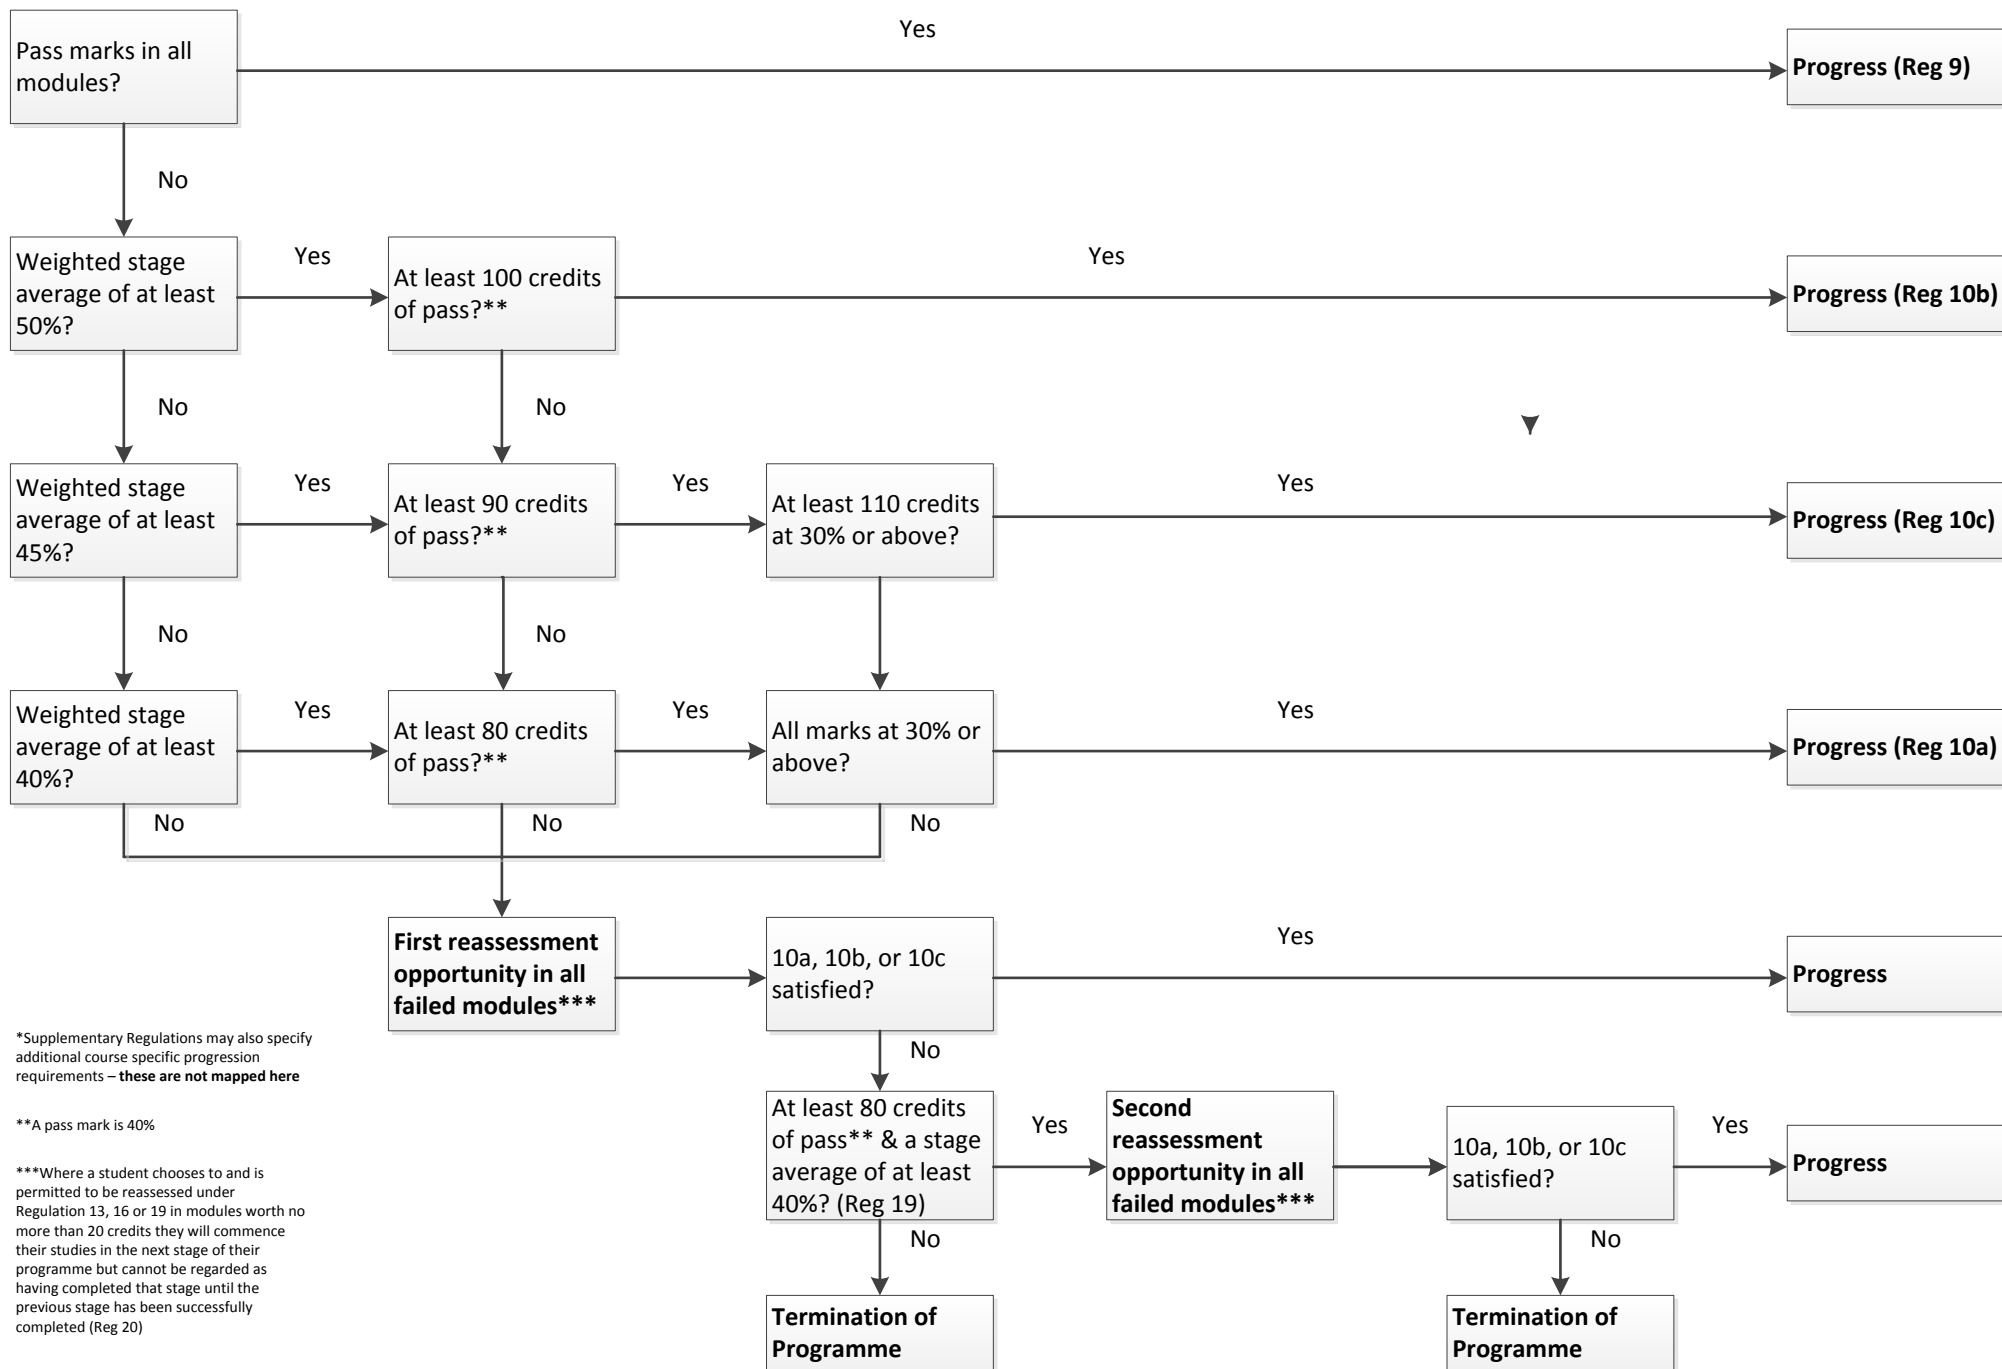 Yes
Pass marks in all
modules?
Progress (Reg 9)
No
Weighted stage
average of at least
50%?
Yes
At least 100 credits
of pass?**
Yes
Progress (Reg 10b)
No
No
Weighted stage
average of at least
45%?
Yes
At least 90 credits
of pass?**
Yes
At least 110 credits
at 30% or above?
Yes
Progress (Reg 10c)
No
No
Weighted stage
average of at least
40%?
Yes
At least 80 credits
of pass?**
Yes
All marks at 30% or
above?
Yes
Progress (Reg 10a)
No
No
No
First reassessment
opportunity in all
failed modules***
10a, 10b, or 10c
satisfied?
Yes
Progress
No
At least 80 credits
of pass** & a stage
average of at least
40%? (Reg 19)
Yes
Second
reassessment
opportunity in all
failed modules***
10a, 10b, or 10c
satisfied?
Yes
Progress
No
No
Termination of
Programme
Termination of
Programme
*Supplementary Regulations may also specify
additional course specific progression
requirements – these are not mapped here
**A pass mark is 40%
***Where a student chooses to and is
permitted to be reassessed under
Regulation 13, 16 or 19 in modules worth no
more than 20 credits they will commence
their studies in the next stage of their
programme but cannot be regarded as
having completed that stage until the
previous stage has been successfully
completed (Reg 20)